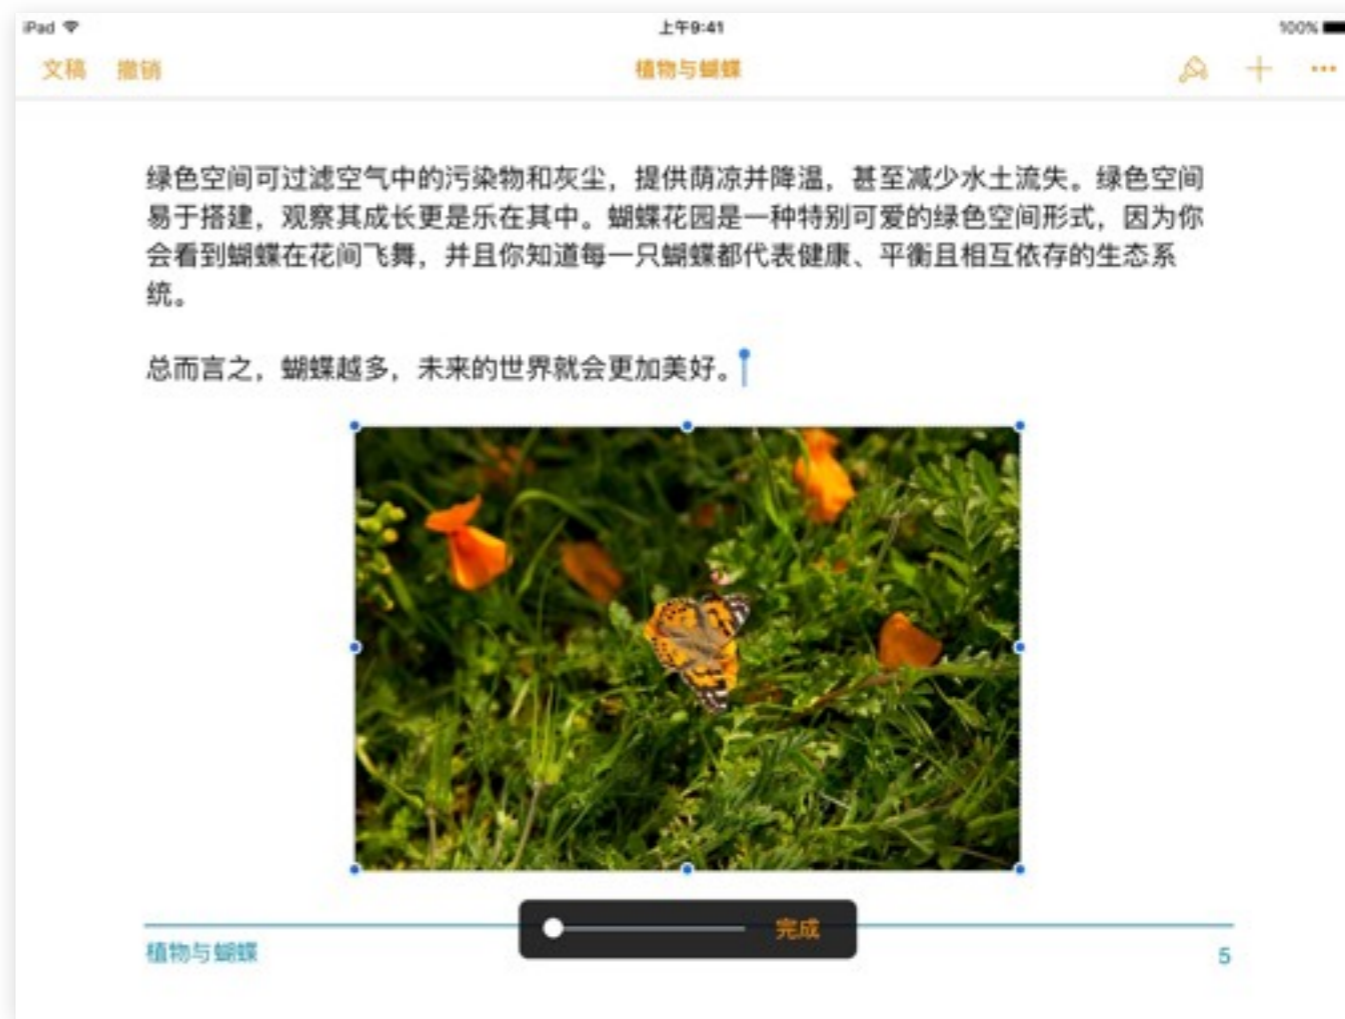 iPad
上午9:41
100%
文稿
撤销
植物与蝴蝶
绿色空间可过滤空气中的污染物和灰尘，提供荫凉并降温，甚至减少水土流失。绿色空间
易于搭建，观察其成长更是乐在其中。蝴蝶花园是一种特别可爱的绿色空间形式，因为你
会看到蝴蝶在花间飞舞，并且你知道每一只蝴蝶都代表健康、平衡且相互依存的生态系
统。
总而言之，蝴蝶越多，未来的世界就会更加美好。
完成
植物与蝴蝶
5